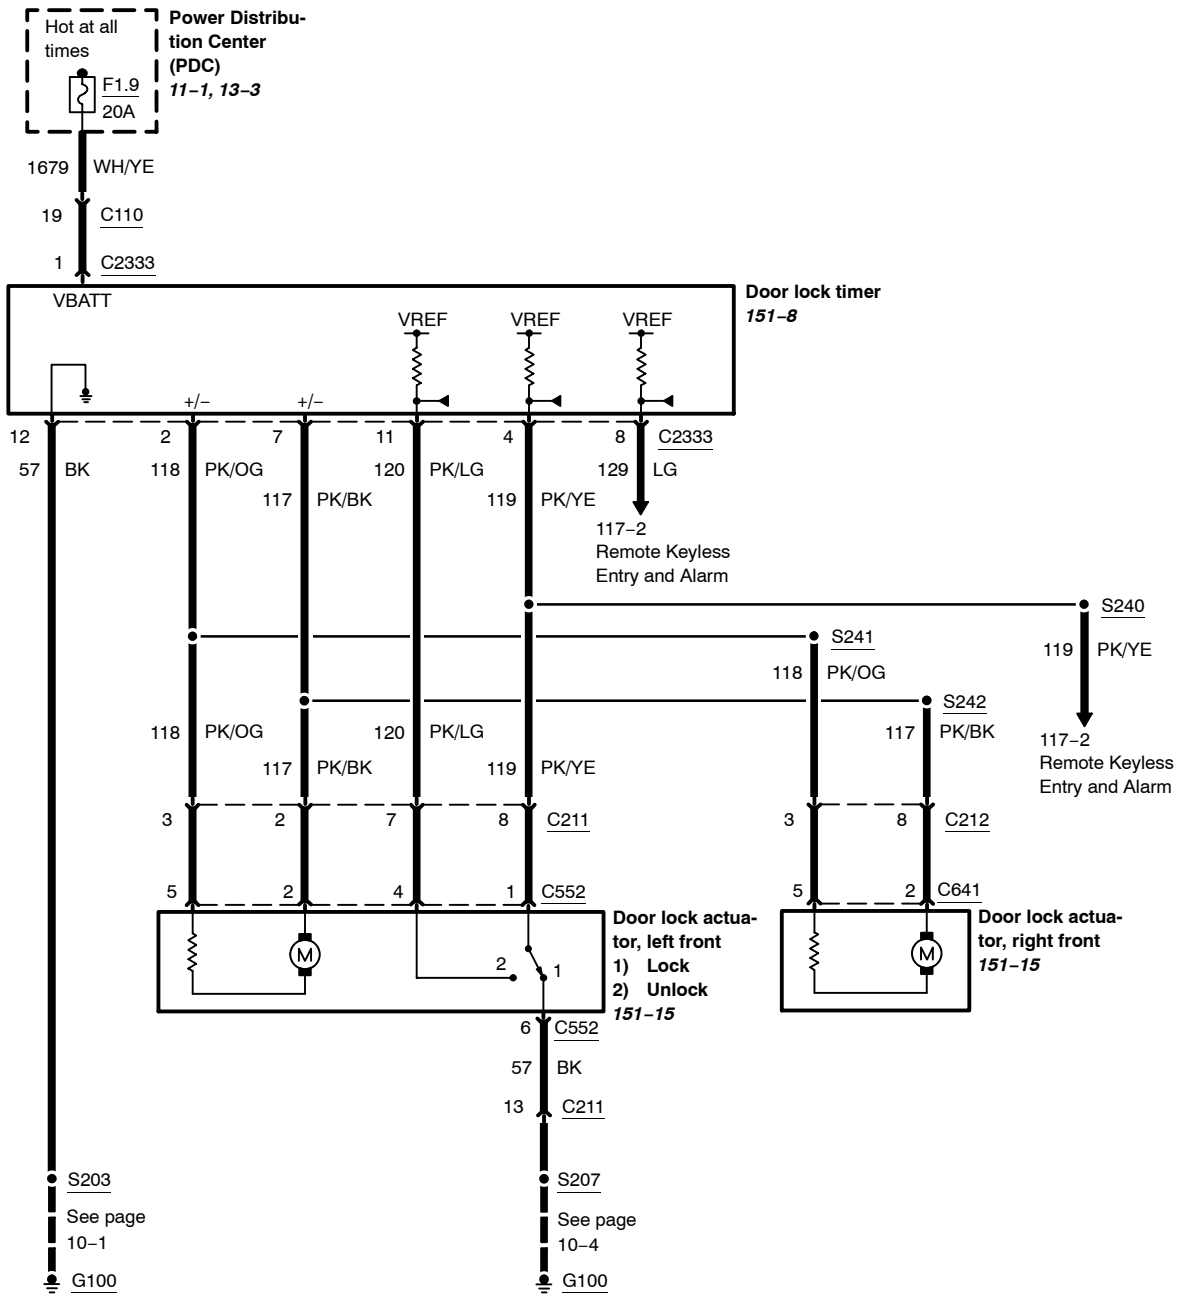 Hot at all
times
F1.9
20A
Power Distribu-
tion Center
(PDC)
11–1, 13–3
1679 WH/YE
19 C110
1 C2333
VBATT
Door lock timer
151–8
VREF VREF VREF
+/– +/–
12 2 7 11 4 8 C2333
57 BK 118 PK/OG 120 PK/LG 129 LG
117 PK/BK 119 PK/YE
117–2
Remote Keyless
Entry and Alarm
S240
S241
119 PK/YE
118 PK/OG
S242
118 PK/OG 120 PK/LG 117 PK/BK
117–2
Remote Keyless
Entry and Alarm
117 PK/BK 119 PK/YE
3 2 7 8 C211 3 8 C212
5 2 4 1 C552 5 2 C641
Door lock actua-
tor, left front
1) Lock
2) Unlock
151–15
Door lock actua-
tor, right front
151–15
M 2 1 M
6 C552
57 BK
13 C211
S203 S207
See page
10–1
See page
10–4
G100 G100